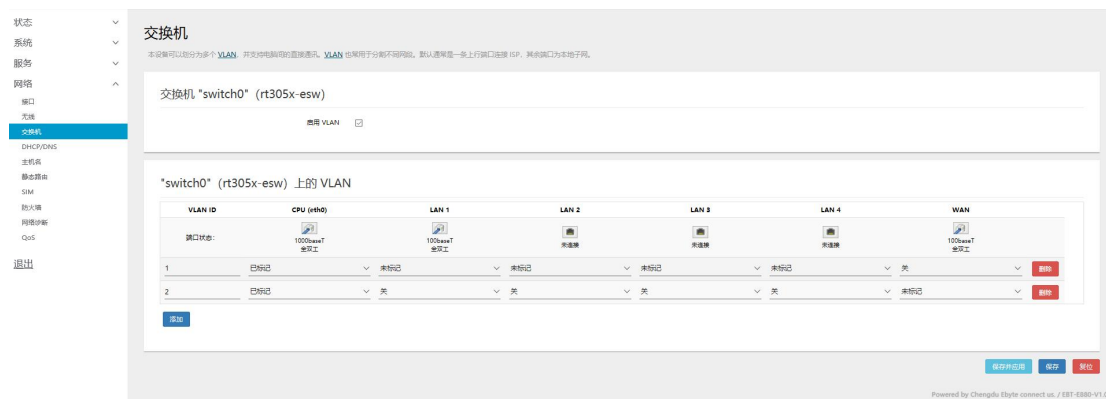 状态
系统
服务
网络
接口
无线
交换机
DHCP/DNS
主机名
静态路由
SIM
防火墙
网络诊断
QoS
退出
交换机
本设备可以划分为多个 VLAN，并支持电脑间的直接通讯。VLAN 也常用于分割不同网段。默认通常是一条上行端口连接 ISP，其余端口为本地子网。
交换机 "switch0"（rt305x-esw）
启用 VLAN
"switch0"（rt305x-esw）上的 VLAN
VLAN ID CPU (eth0) LAN 1 LAN 2 LAN 3 LAN 4 WAN
端口状态： 1000baseT 全双工 100baseT 全双工 未连接 未连接 未连接 100baseT 全双工
1 已标记 未标记 未标记 未标记 未标记 关 删除
2 已标记 关 关 关 关 未标记 删除
添加
保存并应用 保存 复位
Powered by Chengdu Ebyte connect us. / EBT-E880-V1.0